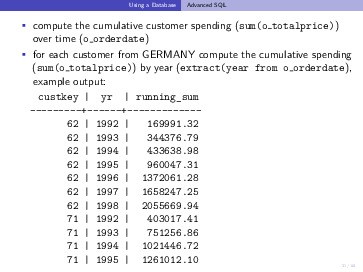 Using a Database Advanced SQL
▪ compute the cumulative customer spending (sum(o_totalprice))
over time (o_orderdate)
▪ for each customer from GERMANY compute the cumulative spending
(sum(o_totalprice)) by year (extract(year from o_orderdate),
example output:
custkey | yr | running_sum
---------+------+-------------
62 | 1992 | 169991.32
62 | 1993 | 344376.79
62 | 1994 | 433638.98
62 | 1995 | 960047.31
62 | 1996 | 1372061.28
62 | 1997 | 1658247.25
62 | 1998 | 2055669.94
71 | 1992 | 403017.41
71 | 1993 | 751256.86
71 | 1994 | 1021446.72
71 | 1995 | 1261012.10